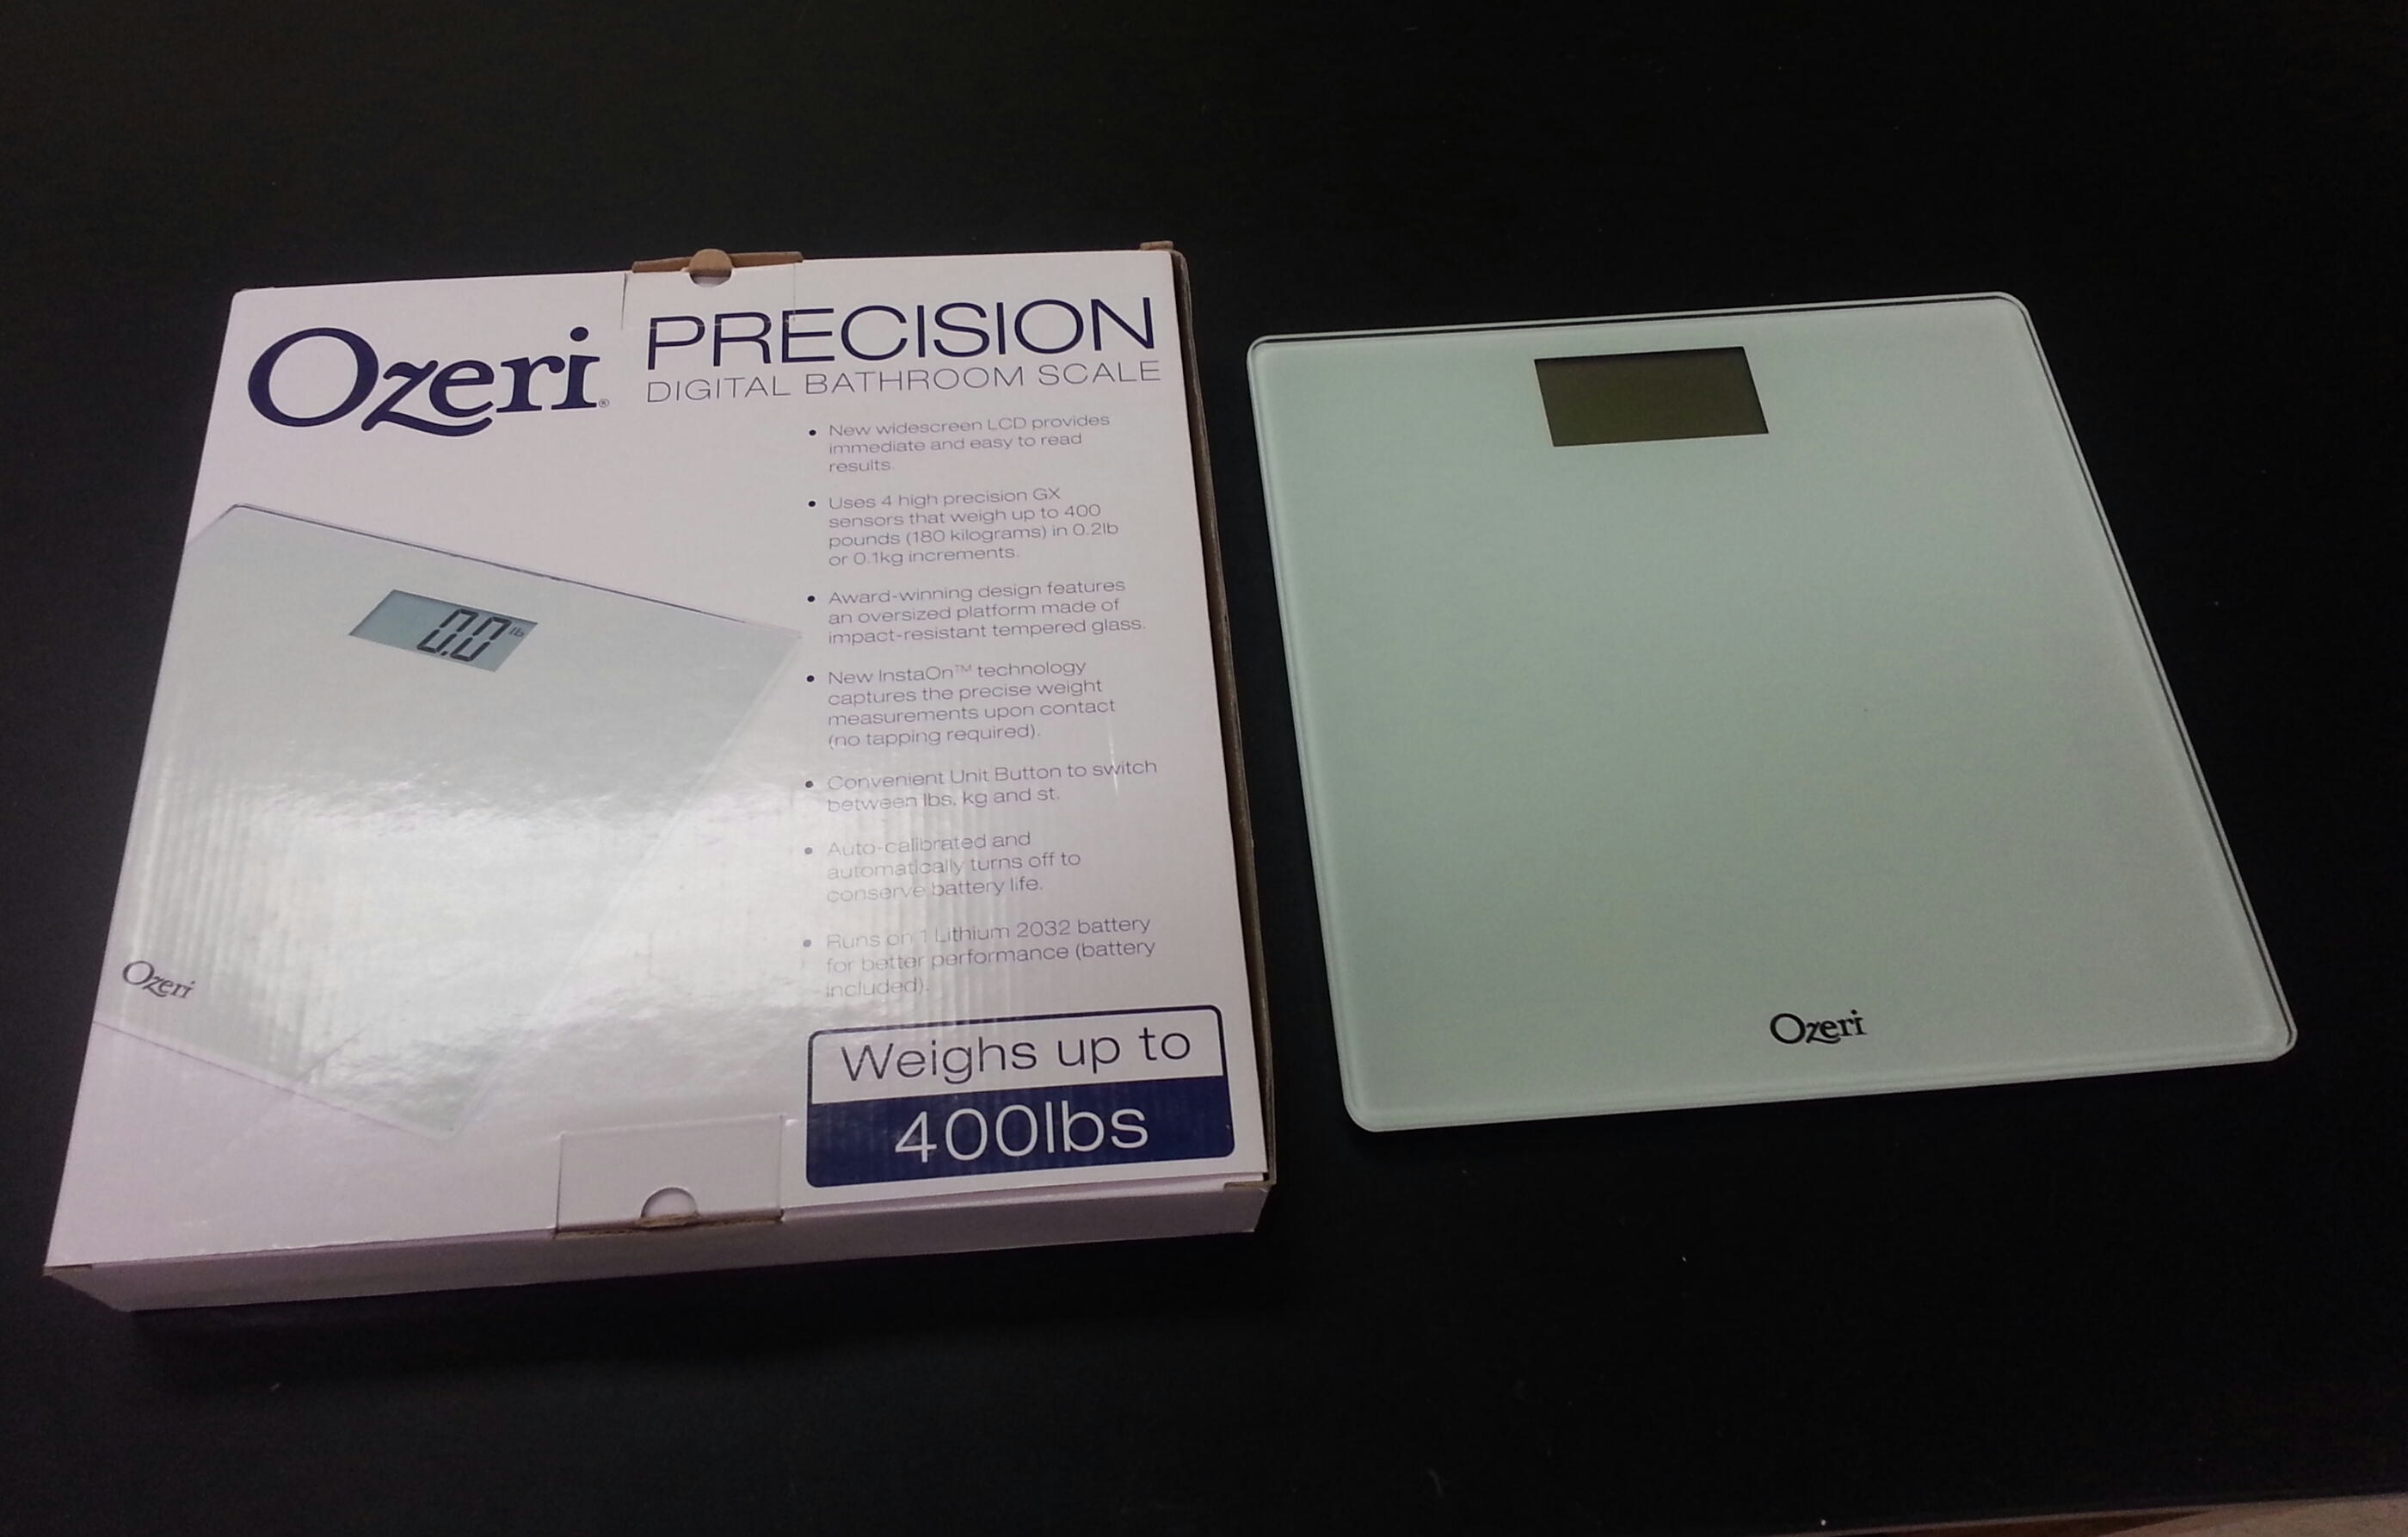 Ozeri®
PRECISION
DIGITAL BATHROOM SCALE
• New widescreen LCD provides
immediate and easy to read
results.
• Uses 4 high precision GX
sensors that weigh up to 400
pounds (180 kilograms) in 0.2lb
or 0.1kg increments.
• Award-winning design features
an oversized platform made of
impact-resistant tempered glass.
• New InstaOn™ technology
captures the precise weight
measurements upon contact
(no tapping required).
• Convenient Unit Button to switch
between lbs, kg and st.
• Auto-calibrated and
automatically turns off to
conserve battery life.
• Runs on 1 Lithium 2032 battery
for better performance (battery
included).
0.0 lb
Ozeri
Weighs up to
400lbs
Ozeri